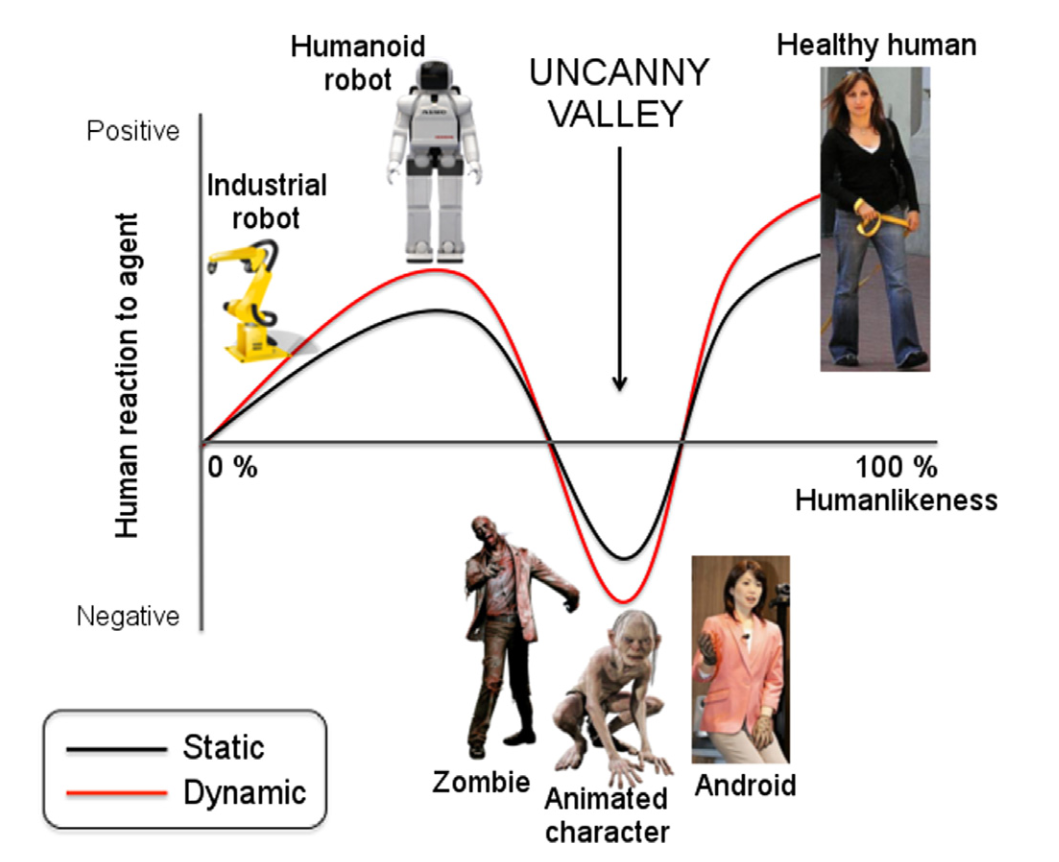 Humanoid
robot
UNCANNY
VALLEY
Healthy human
Positive
Industrial
robot
Human reaction to agent
0 %
100 %
Humanlikeness
Negative
Static
Dynamic
Zombie
Animated
character
Android